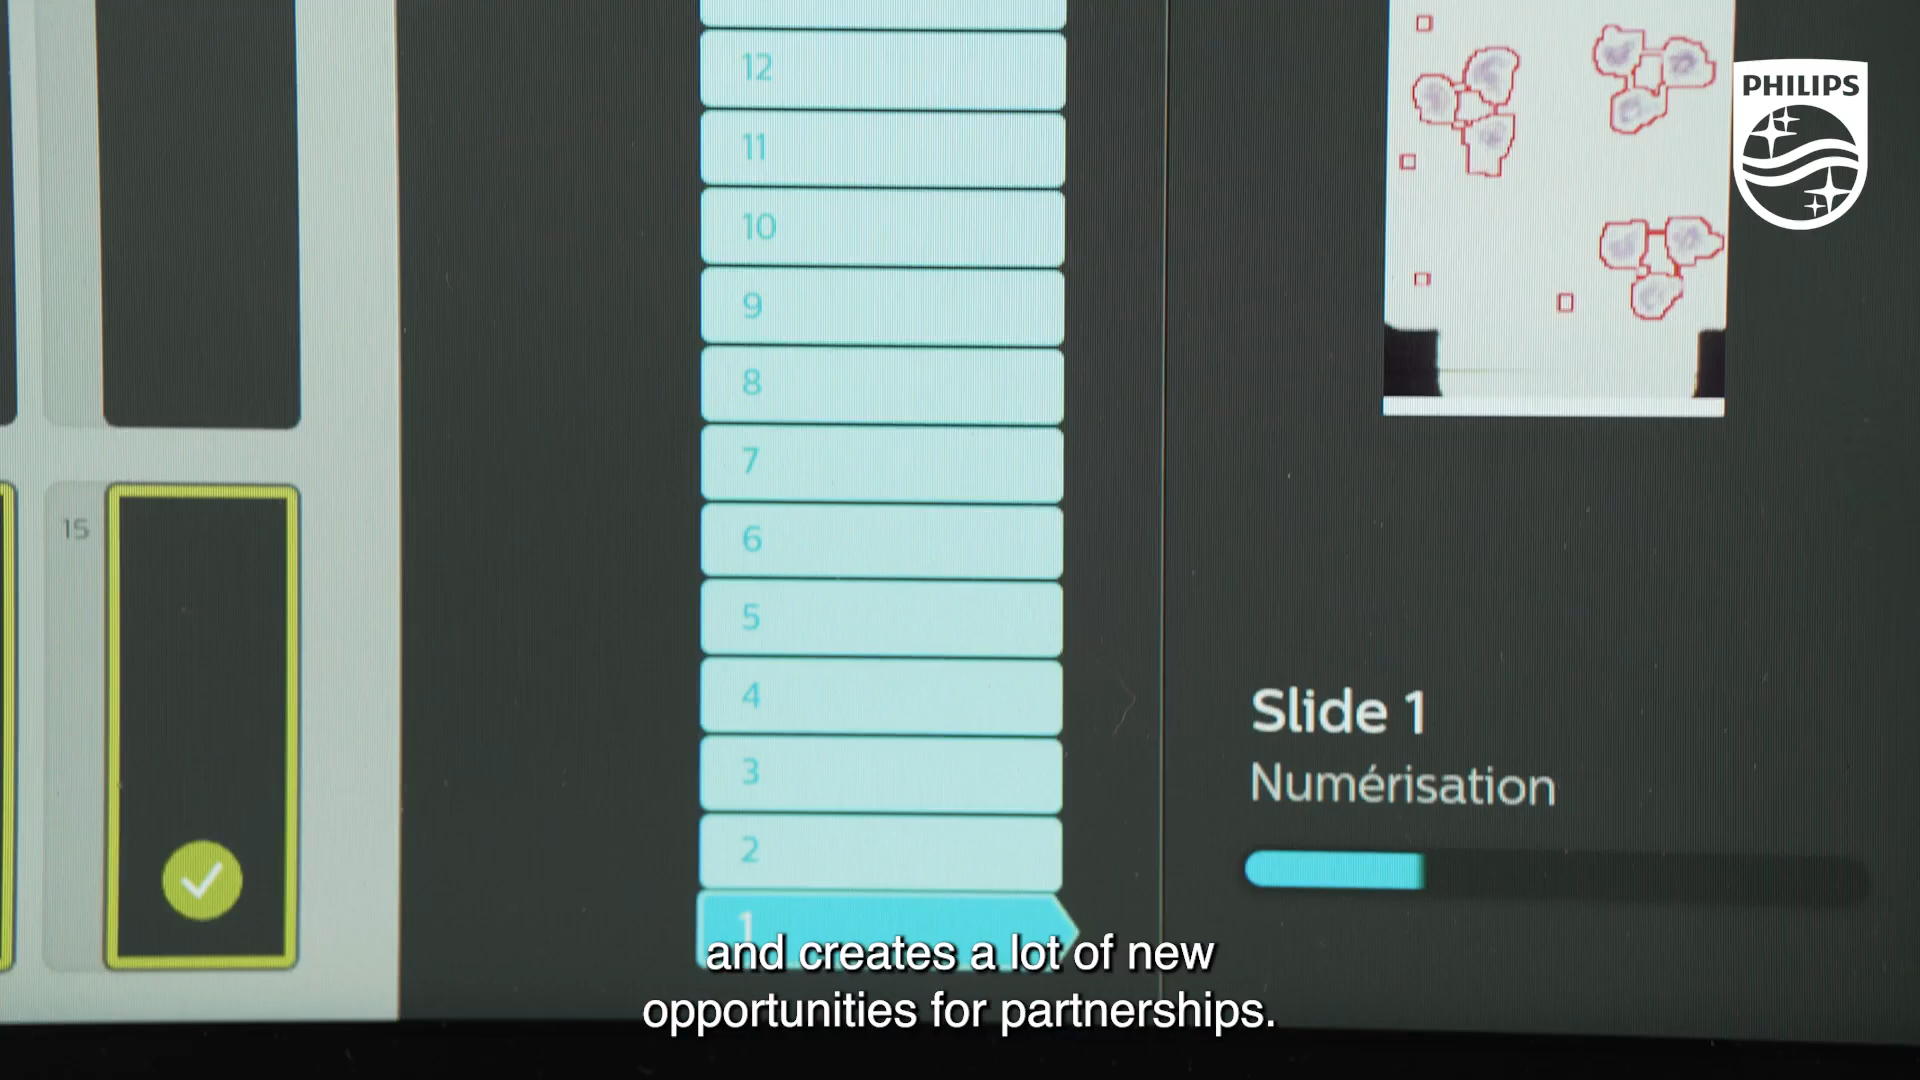 12
11
10
9
8
7
6
5
4
3
2
1
15
PHILIPS
Slide 1
Numérisation
and creates a lot of new
opportunities for partnerships.